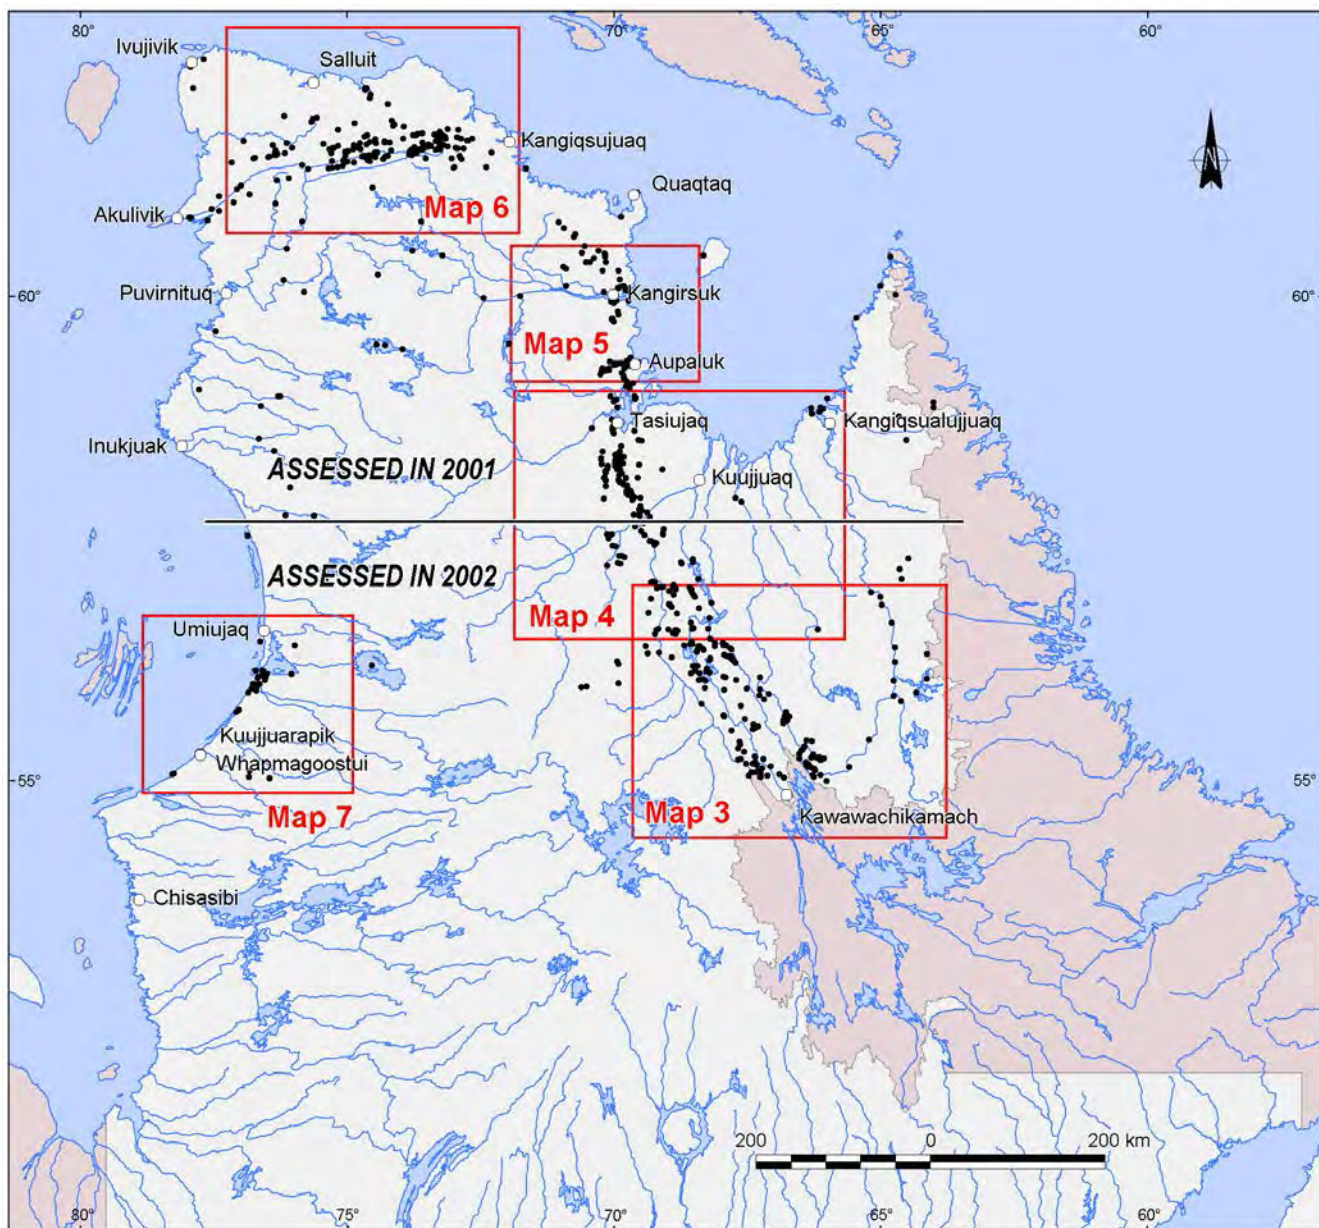 80°
70°
65°
60°
Ivujivik
Salluit
Kangiqsujuaq
N
Quaqtaq
Akulivik
Map 6
60°
Puvirnituq
Kangirsuk
60°
Map 5
Aupaluk
Tasiujaq
Kangiqsualujjuaq
Inukjuak
ASSESSED IN 2001
Kuujjuaq
ASSESSED IN 2002
Map 4
Umiujaq
Kuujjuarapik
Whapmagoostui
55°
55°
Map 7
Map 3
Kawawachikamach
Chisasibi
200
0
200 km
80°
75°
70°
65°
60°